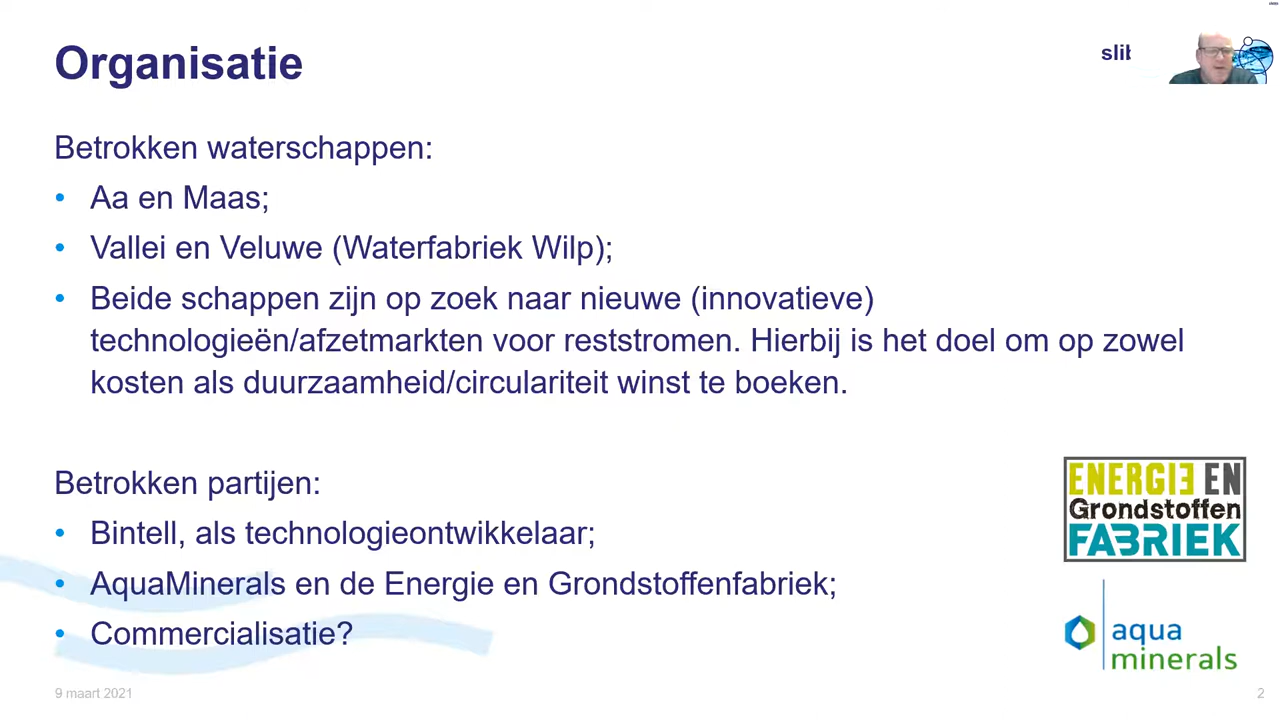 Organisatie
Betrokken waterschappen:
• Aa en Maas;
• Vallei en Veluwe (Waterfabriek Wilp);
• Beide schappen zijn op zoek naar nieuwe (innovatieve)
technologieën/afzetmarkten voor reststromen. Hierbij is het doel om op zowel
kosten als duurzaamheid/circulariteit winst te boeken.
Betrokken partijen:
• Bintell, als technologieontwikkelaar;
• AquaMinerals en de Energie en Grondstoffenfabriek;
• Commercialisatie?
ENERGIE EN
Grondstoffen
FABRIEK
aqua
minerals
9 maart 2021
2